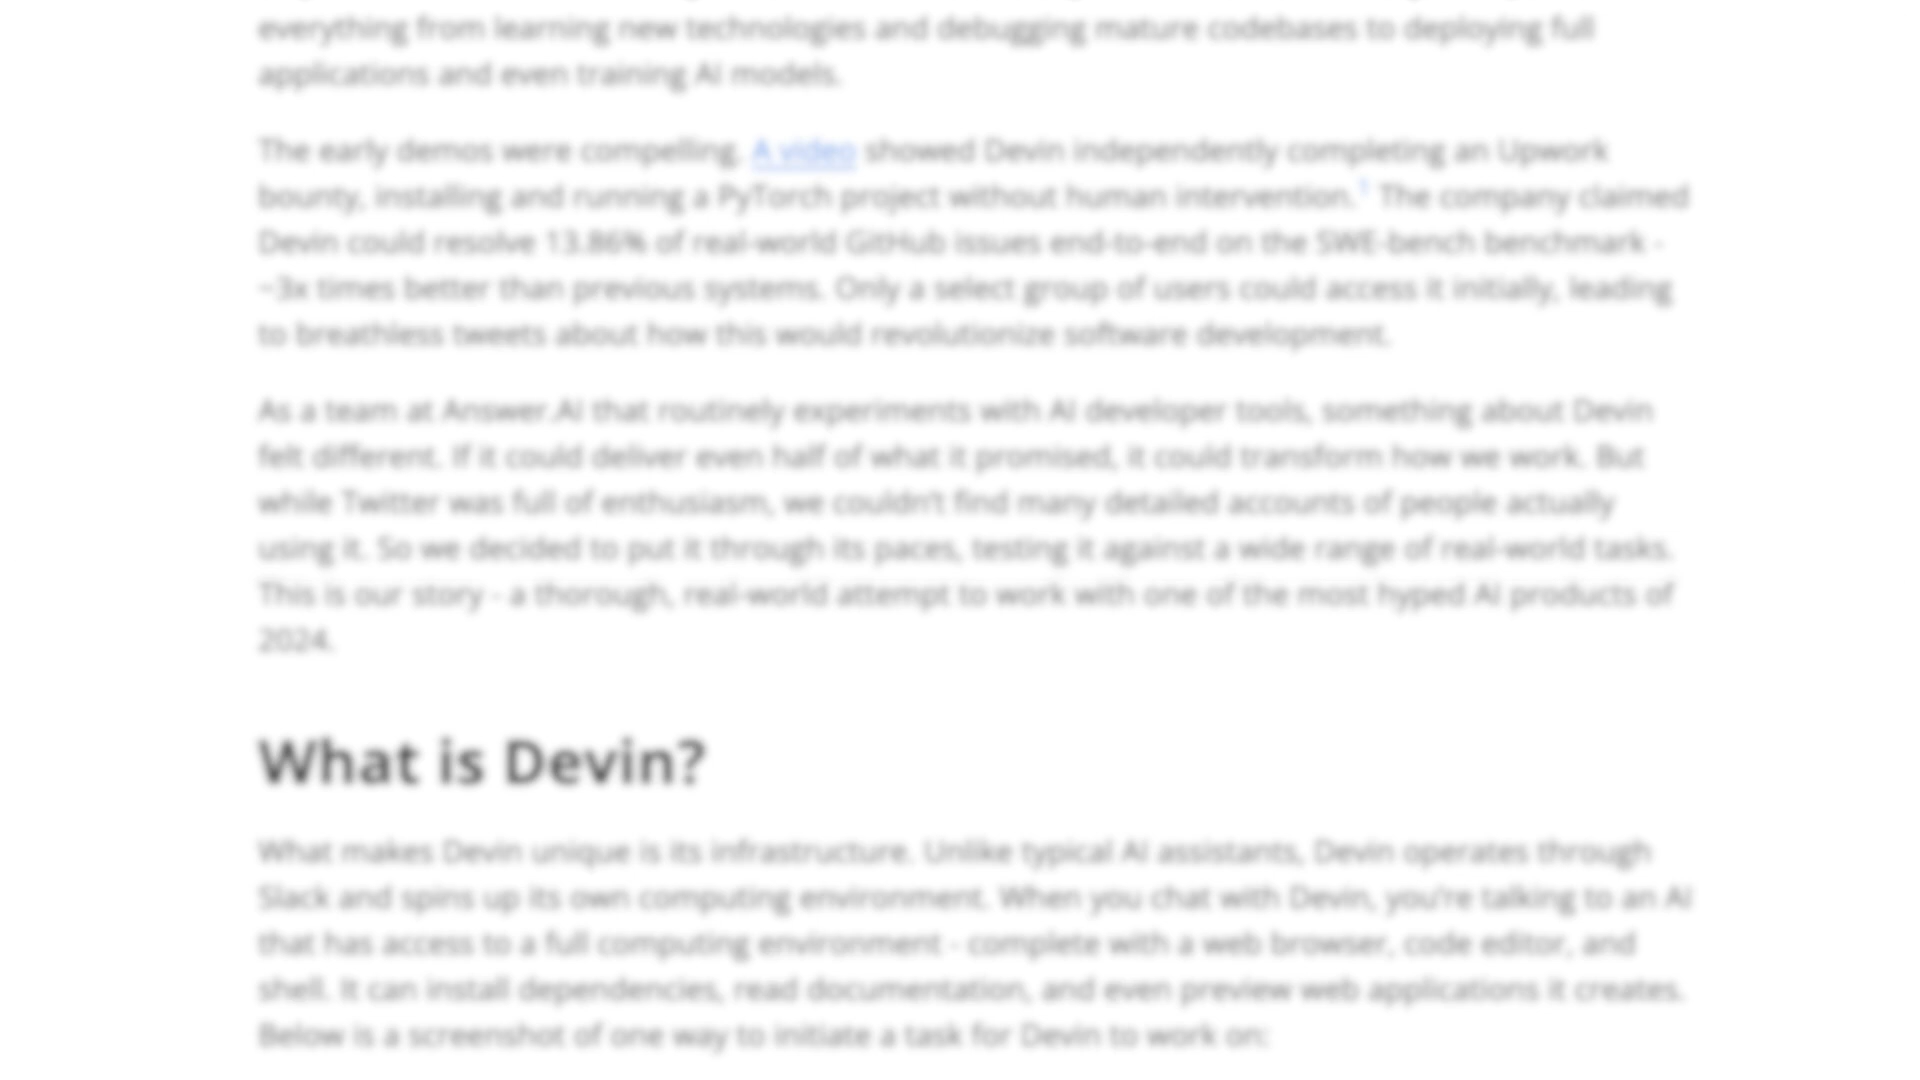 everything from learning new technologies and debugging mature codebases to deploying full
applications and even training AI models.
The early demos were compelling. A video showed Devin independently completing an Upwork
bounty, installing and running a PyTorch project without human intervention.1 The company claimed
Devin could resolve 13.86% of real-world GitHub issues end-to-end on the SWE-bench benchmark -
~3x times better than previous systems. Only a select group of users could access it initially, leading
to breathless tweets about how this would revolutionize software development.
As a team at Answer.AI that routinely experiments with AI developer tools, something about Devin
felt different. If it could deliver even half of what it promised, it could transform how we work. But
while Twitter was full of enthusiasm, we couldn't find many detailed accounts of people actually
using it. So we decided to put it through its paces, testing it against a wide range of real-world tasks.
This is our story - a thorough, real-world attempt to work with one of the most hyped AI products of
2024.
What is Devin?
What makes Devin unique is its infrastructure. Unlike typical AI assistants, Devin operates through
Slack and spins up its own computing environment. When you chat with Devin, you're talking to an AI
that has access to a full computing environment - complete with a web browser, code editor, and
shell. It can install dependencies, read documentation, and even preview web applications it creates.
Below is a screenshot of one way to initiate a task for Devin to work on: